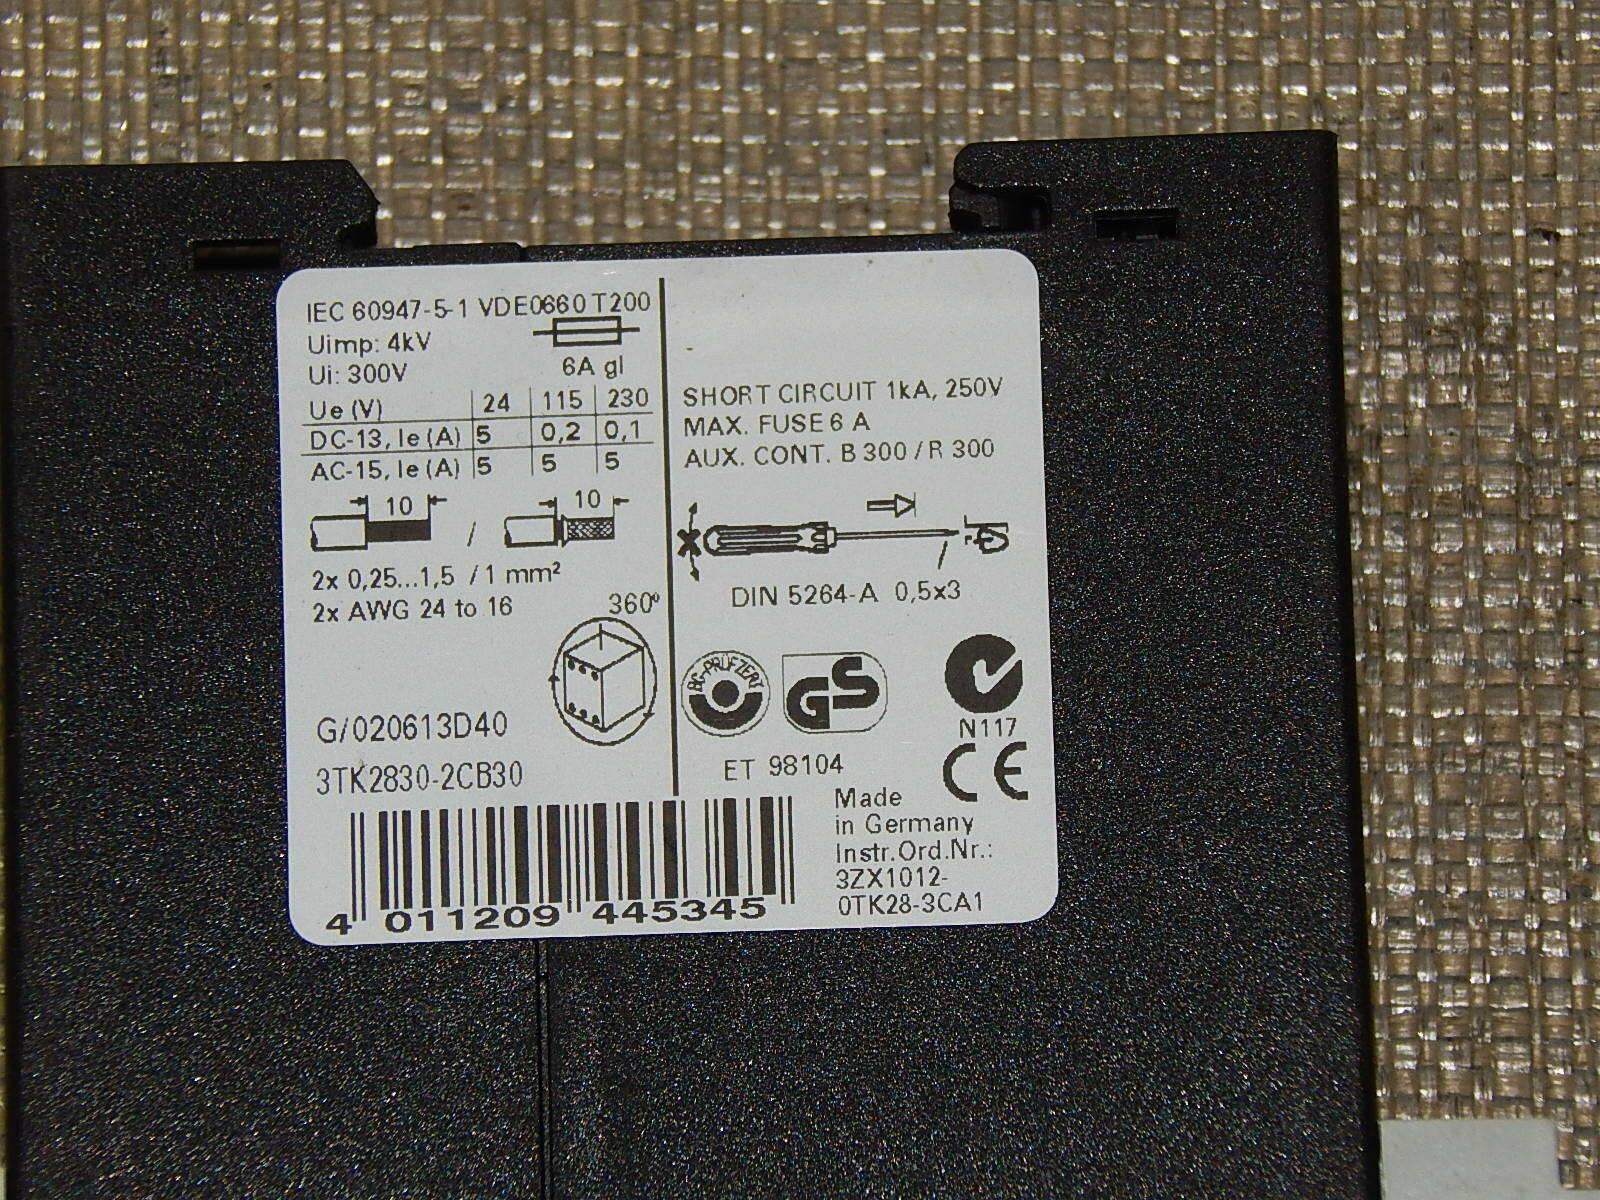 IEC 60947-5-1 VDE0660 T200
Uimp: 4kV
Ui: 300V
6A gl
Ue (V) 24 115 230
DC-13, Ie (A) 5 0,2 0,1
AC-15, Ie (A) 5 5 5
10 / 10
2x 0,25...1,5 / 1 mm²
2x AWG 24 to 16
360°
G/020613D40
3TK2830-2CB30
4 011209 445345
SHORT CIRCUIT 1kA, 250V
MAX. FUSE 6 A
AUX. CONT. B 300 / R 300
DIN 5264-A 0,5x3
BG-PRÜFZERT
GS
N117
ET 98104
CE
Made
in Germany
Instr.Ord.Nr.:
3ZX1012-
0TK28-3CA1